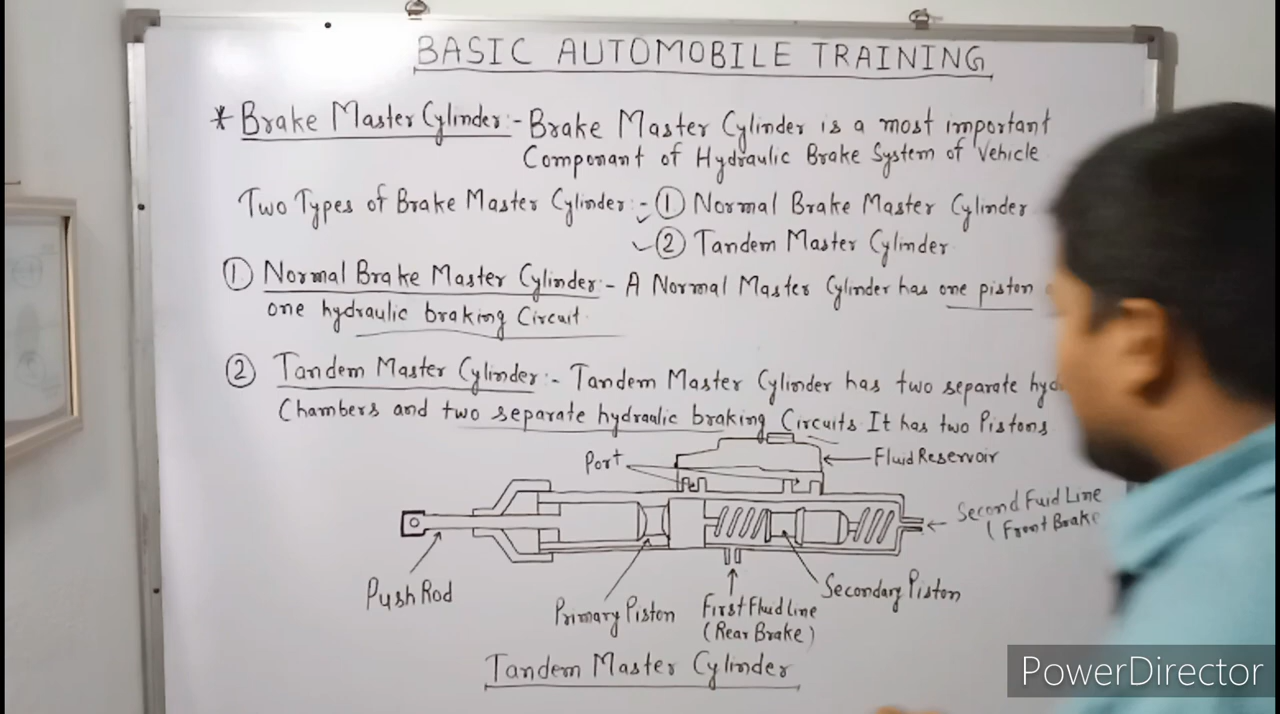 BASIC AUTOMOBILE TRAINING
* Brake Master Cylinder :- Brake Master Cylinder is a most important
Componant of Hydraulic Brake System of Vehicle
Two Types of Brake Master Cylinder :- ① Normal Brake Master Cylinder
② Tandem Master Cylinder
① Normal Brake Master Cylinder :- A Normal Master Cylinder has one piston
one hydraulic braking Circuit.
② Tandem Master Cylinder :- Tandem Master Cylinder has two separate
Chambers and two separate hydraulic braking Circuits. It has two Pistons
Port
Fluid Reservoir
Second Fuid Line
(Front Brake
Push Rod
Primary Piston
First Fluid Line
(Rear Brake)
Secondary Piston
Tandem Master Cylinder
PowerDirector